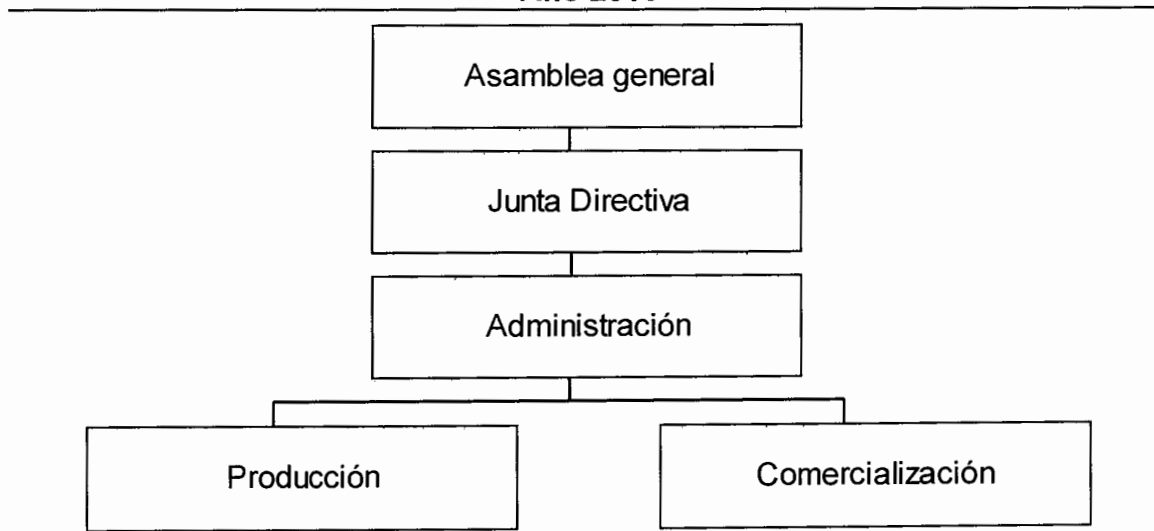 Asamblea general
Junta Directiva
Administración
Producción
Comercialización